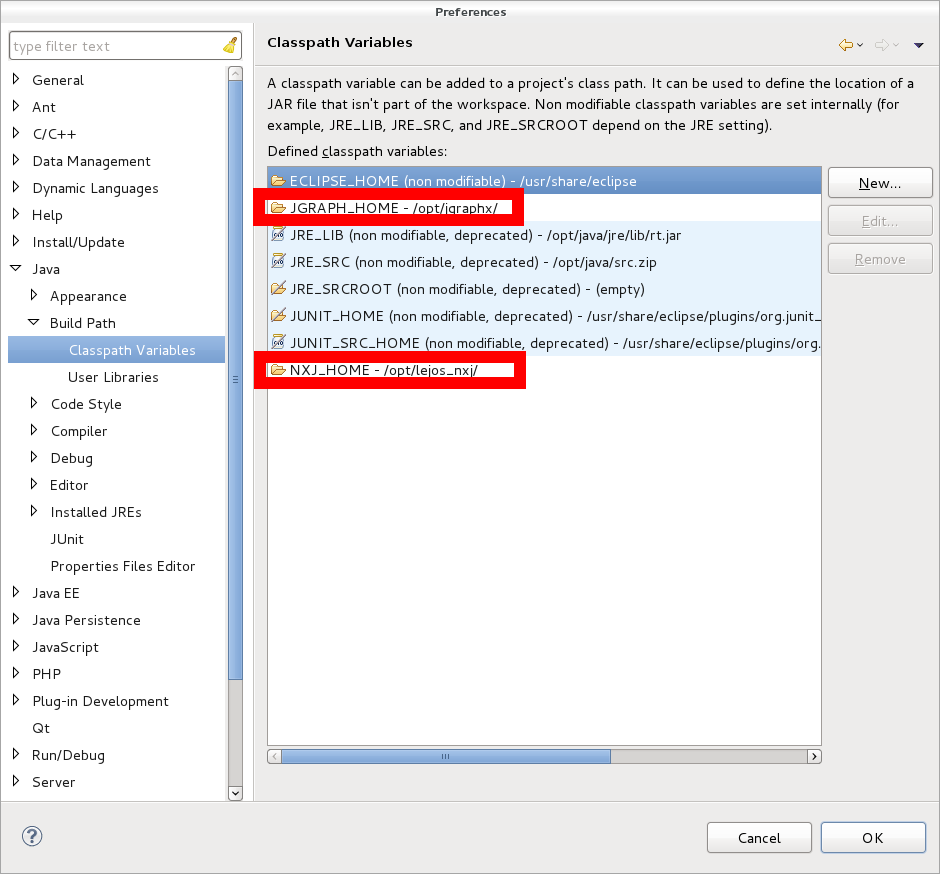 Preferences
type filter text
General
Ant
C/C++
Data Management
Dynamic Languages
Help
Install/Update
Java
Appearance
Build Path
Classpath Variables
User Libraries
Code Style
Compiler
Debug
Editor
Installed JREs
JUnit
Properties Files Editor
Java EE
Java Persistence
JavaScript
PHP
Plug-in Development
Qt
Run/Debug
Server
Classpath Variables
A classpath variable can be added to a project's class path. It can be used to define the location of a
JAR file that isn't part of the workspace. Non modifiable classpath variables are set internally (for
example, JRE_LIB, JRE_SRC, and JRE_SRCROOT depend on the JRE setting).
Defined classpath variables:
ECLIPSE_HOME (non modifiable) - /usr/share/eclipse
JGRAPH_HOME - /opt/jgraphx/
JRE_LIB (non modifiable, deprecated) - /opt/java/jre/lib/rt.jar
JRE_SRC (non modifiable, deprecated) - /opt/java/src.zip
JRE_SRCROOT (non modifiable, deprecated) - (empty)
JUNIT_HOME (non modifiable, deprecated) - /usr/share/eclipse/plugins/org.junit_
JUNIT_SRC_HOME (non modifiable, deprecated) - /usr/share/eclipse/plugins/org.
NXJ_HOME - /opt/lejos_nxj/
New...
Edit...
Remove
Cancel
OK